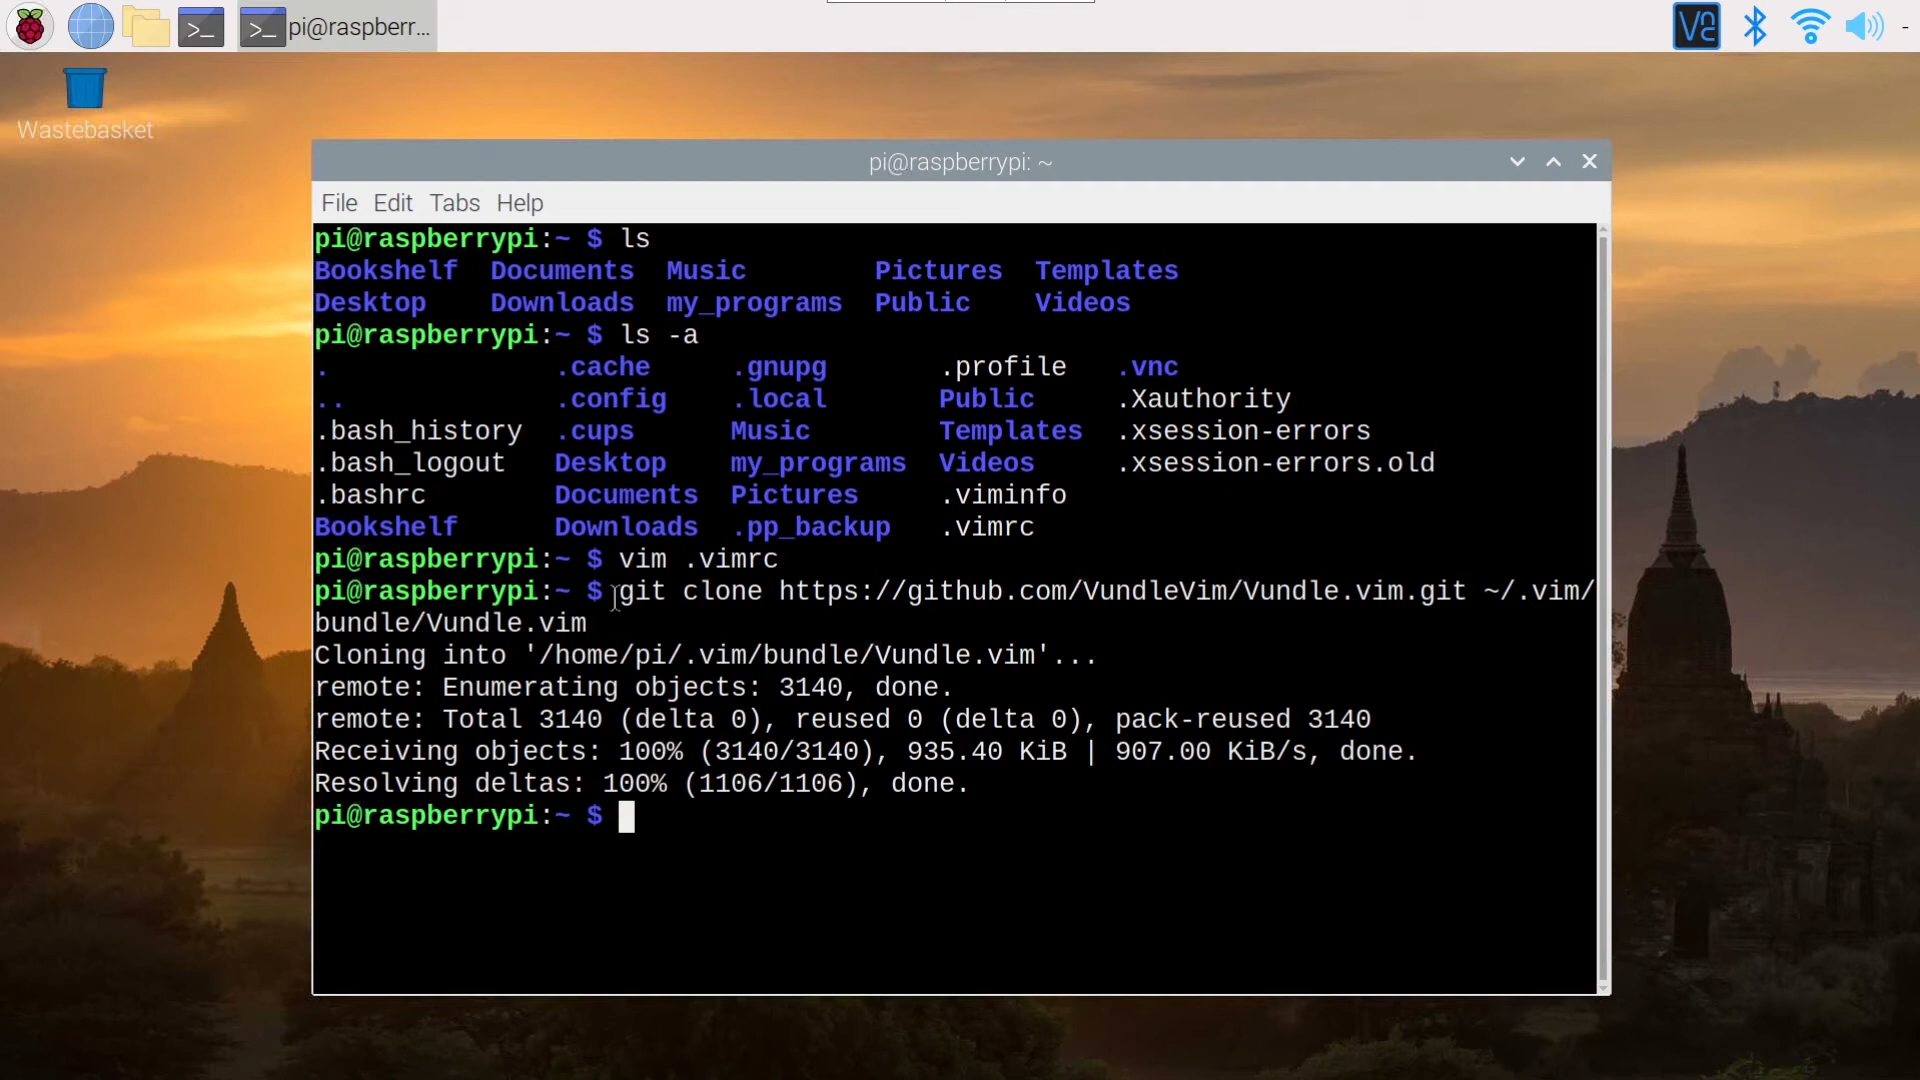 >_ >_ pi@raspberr... VNC -
Wastebasket
pi@raspberrypi: ~
File Edit Tabs Help
pi@raspberrypi:~ $ ls
Bookshelf Documents Music Pictures Templates
Desktop Downloads my_programs Public Videos
pi@raspberrypi:~ $ ls -a
. .cache .gnupg .profile .vnc
.. .config .local Public .Xauthority
.bash_history .cups Music Templates .xsession-errors
.bash_logout Desktop my_programs Videos .xsession-errors.old
.bashrc Documents Pictures .viminfo
Bookshelf Downloads .pp_backup .vimrc
pi@raspberrypi:~ $ vim .vimrc
pi@raspberrypi:~ $ git clone https://github.com/VundleVim/Vundle.vim.git ~/.vim/
bundle/Vundle.vim
Cloning into '/home/pi/.vim/bundle/Vundle.vim'...
remote: Enumerating objects: 3140, done.
remote: Total 3140 (delta 0), reused 0 (delta 0), pack-reused 3140
Receiving objects: 100% (3140/3140), 935.40 KiB | 907.00 KiB/s, done.
Resolving deltas: 100% (1106/1106), done.
pi@raspberrypi:~ $